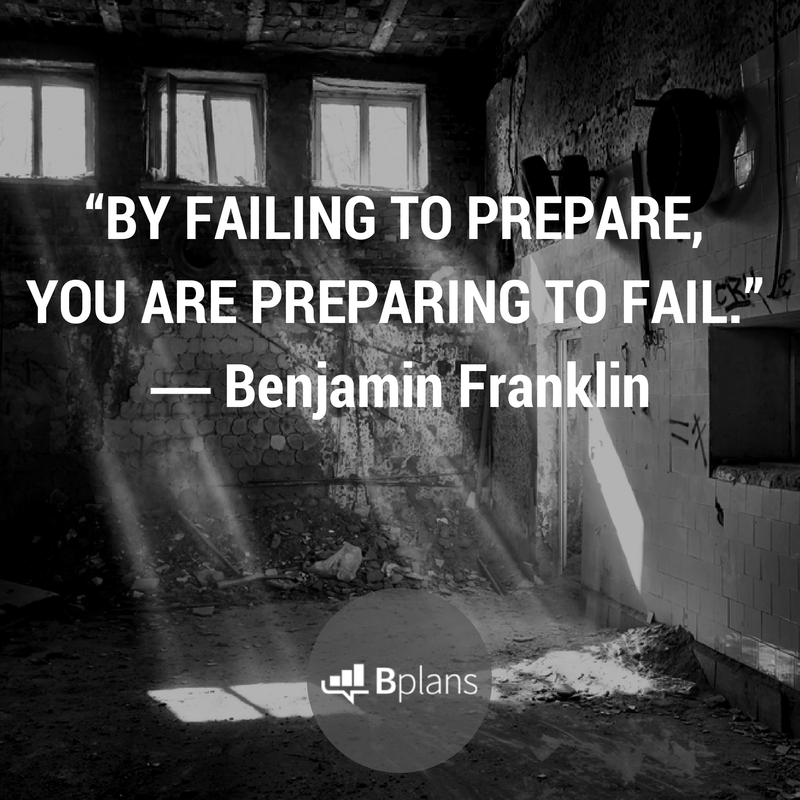 “BY FAILING TO PREPARE,
YOU ARE PREPARING TO FAIL.”
— Benjamin Franklin
Bplans